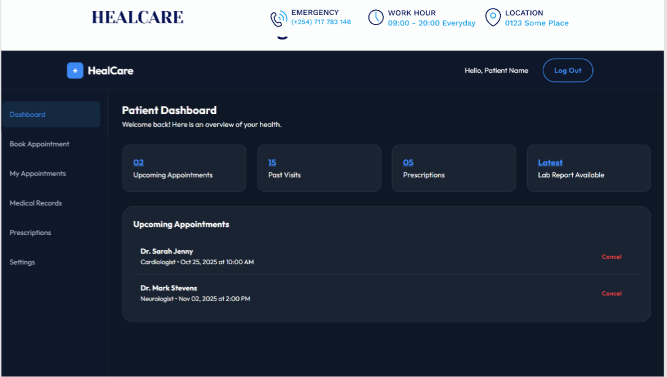 HEALCARE
EMERGENCY
(+254) 717 783 146
WORK HOUR
09:00 - 20:00 Everyday
LOCATION
0123 Some Place
+ HealCare
Hello, Patient Name
Log Out
Dashboard
Book Appointment
My Appointments
Medical Records
Prescriptions
Settings
Patient Dashboard
Welcome back! Here is an overview of your health.
02
Upcoming Appointments
15
Past Visits
05
Prescriptions
Latest
Lab Report Available
Upcoming Appointments
Dr. Sarah Jenny
Cardiologist • Oct 25, 2025 at 10:00 AM
Cancel
Dr. Mark Stevens
Neurologist • Nov 02, 2025 at 2:00 PM
Cancel